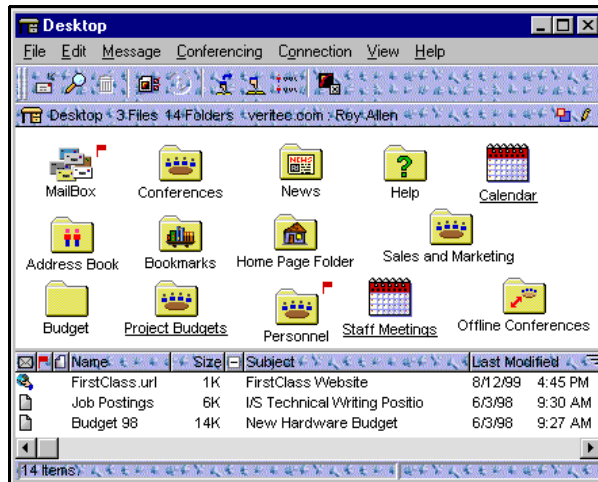 Desktop
File Edit Message Conferencing Connection View Help
Desktop : 3 Files 14 Folders : veritec.com : Roy Allen
MailBox Conferences News Help Calendar
Address Book Bookmarks Home Page Folder Sales and Marketing
Budget Project Budgets Personnel Staff Meetings Offline Conferences
Name Size Subject Last Modified
FirstClass.url 1K FirstClass Website 8/12/99 4:45 PM
Job Postings 6K I/S Technical Writing Positio 6/3/98 9:30 AM
Budget 98 14K New Hardware Budget 6/3/98 9:27 AM
14 Items